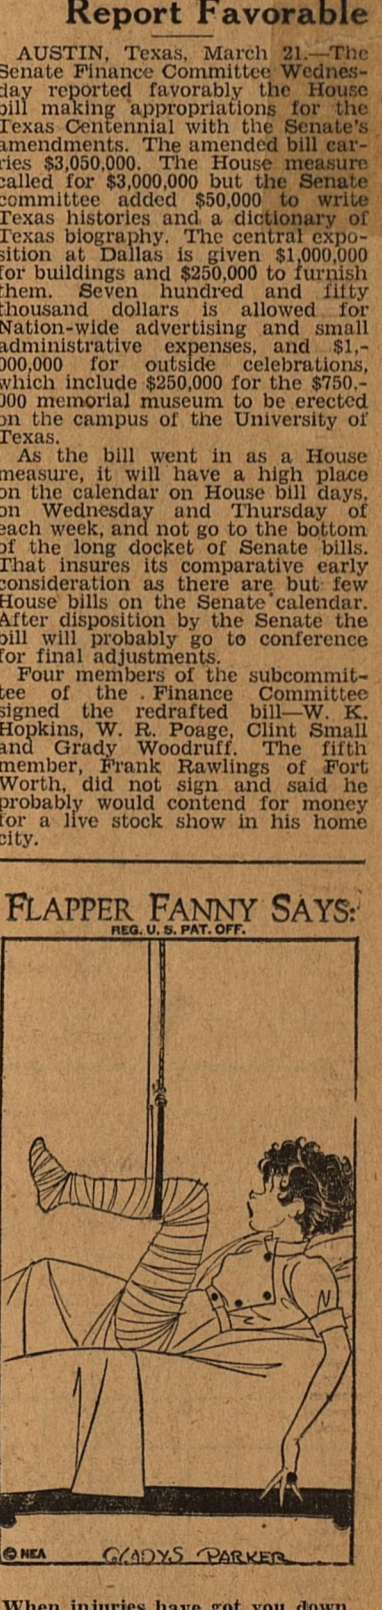 Report Favorable
AUSTIN, Texas, March 21.—The
Senate Finance Committee Wednes-
day reported favorably the House
bill making appropriations for the
Texas Centennial with the Senate's
amendments. The amended bill car-
ries $3,050,000. The House measure
called for $3,000,000 but the Senate
committee added $50,000 to write
Texas histories and a dictionary of
Texas biography. The central expo-
sition at Dallas is given $1,000,000
for buildings and $250,000 to furnish
them. Seven hundred and fifty
thousand dollars is allowed for
Nation-wide advertising and small
administrative expenses, and $1,-
000,000 for outside celebrations,
which include $250,000 for the $750,-
000 memorial museum to be erected
on the campus of the University of
Texas.
As the bill went in as a House
measure, it will have a high place
on the calendar on House bill days,
on Wednesday and Thursday of
each week, and not go to the bottom
of the long docket of Senate bills.
That insures its comparative early
consideration as there are but few
House bills on the Senate calendar.
After disposition by the Senate the
bill will probably go to conference
for final adjustments.
Four members of the subcommit-
tee of the . Finance Committee
signed the redrafted bill—W. K.
Hopkins, W. R. Poage, Clint Small
and Grady Woodruff. The fifth
member, Frank Rawlings of Fort
Worth, did not sign and said he
probably would contend for money
for a live stock show in his home
city.
FLAPPER FANNY SAYS:
REG. U. S. PAT. OFF.
© NEA GLADYS PARKER
When injuries have got you down